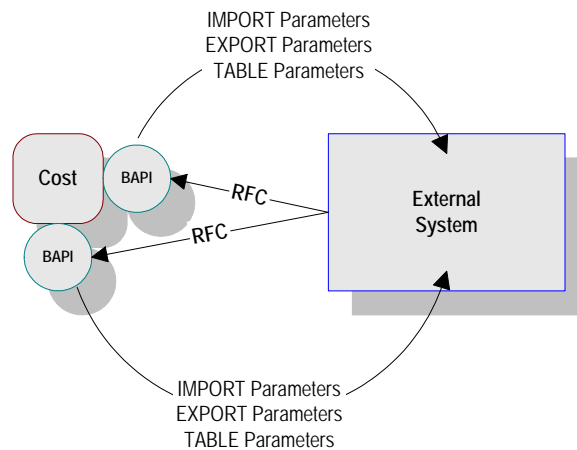 IMPORT Parameters
EXPORT Parameters
TABLE Parameters
Cost
BAPI
RFC
External
System
RFC
BAPI
IMPORT Parameters
EXPORT Parameters
TABLE Parameters